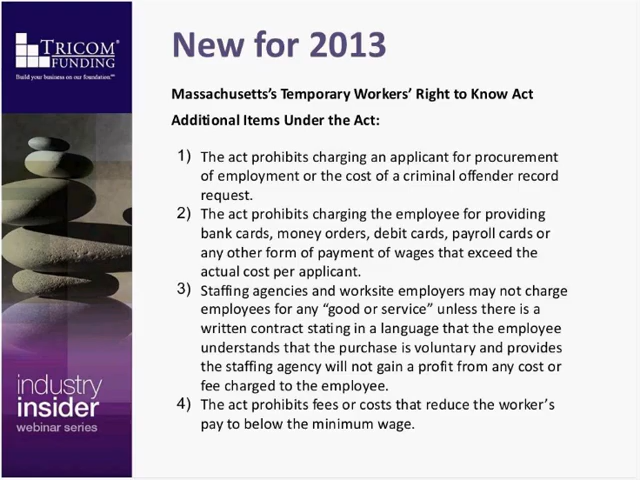 TRICOM®
FUNDING
Build your business on our foundation.℠
New for 2013
Massachusetts's Temporary Workers' Right to Know Act
Additional Items Under the Act:
1) The act prohibits charging an applicant for procurement
of employment or the cost of a criminal offender record
request.
2) The act prohibits charging the employee for providing
bank cards, money orders, debit cards, payroll cards or
any other form of payment of wages that exceed the
actual cost per applicant.
3) Staffing agencies and worksite employers may not charge
employees for any “good or service” unless there is a
written contract stating in a language that the employee
understands that the purchase is voluntary and provides
the staffing agency will not gain a profit from any cost or
fee charged to the employee.
4) The act prohibits fees or costs that reduce the worker's
pay to below the minimum wage.
industry
insider
webinar series